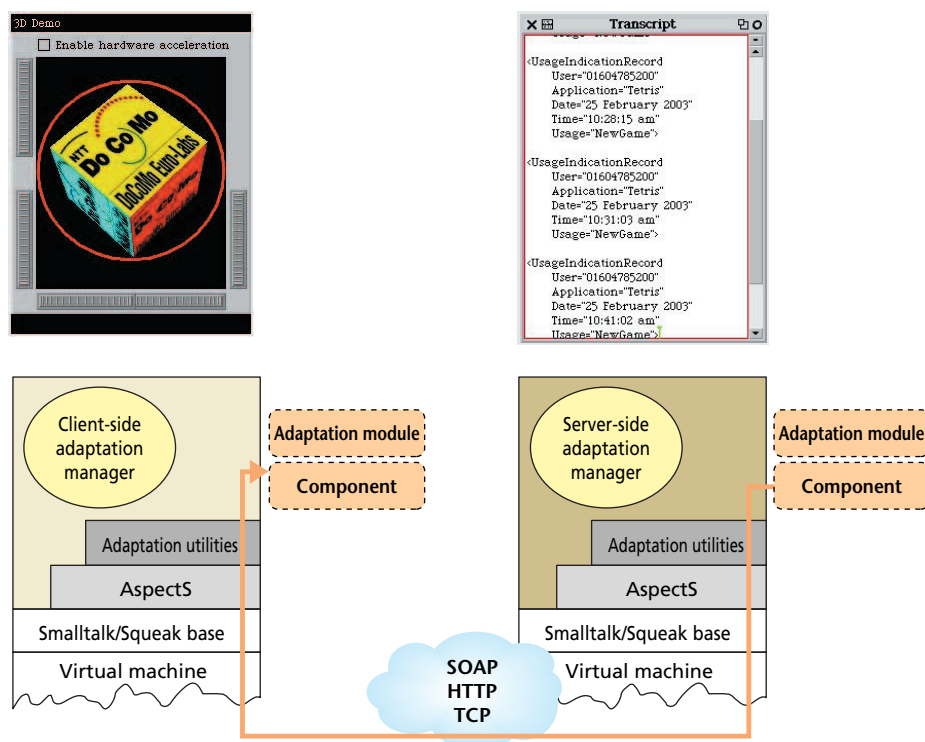 3D Demo
Enable hardware acceleration
NTT
Do Co Mo
DoCoMo Euro-Labs
Transcript
Usage="NewGame">
<UsageIndicationRecord
User="01604785200"
Application="Tetris"
Date="25 February 2003"
Time="10:28:15 am"
Usage="NewGame">
<UsageIndicationRecord
User="01604785200"
Application="Tetris"
Date="25 February 2003"
Time="10:31:03 am"
Usage="NewGame">
<UsageIndicationRecord
User="01604785200"
Application="Tetris"
Date="25 February 2003"
Time="10:41:02 am"
Usage="NewGame">
Client-side
adaptation
manager
Adaptation module
Component
Adaptation utilities
AspectS
Smalltalk/Squeak base
Virtual machine
SOAP
HTTP
TCP
Server-side
adaptation
manager
Adaptation module
Component
Adaptation utilities
AspectS
Smalltalk/Squeak base
Virtual machine